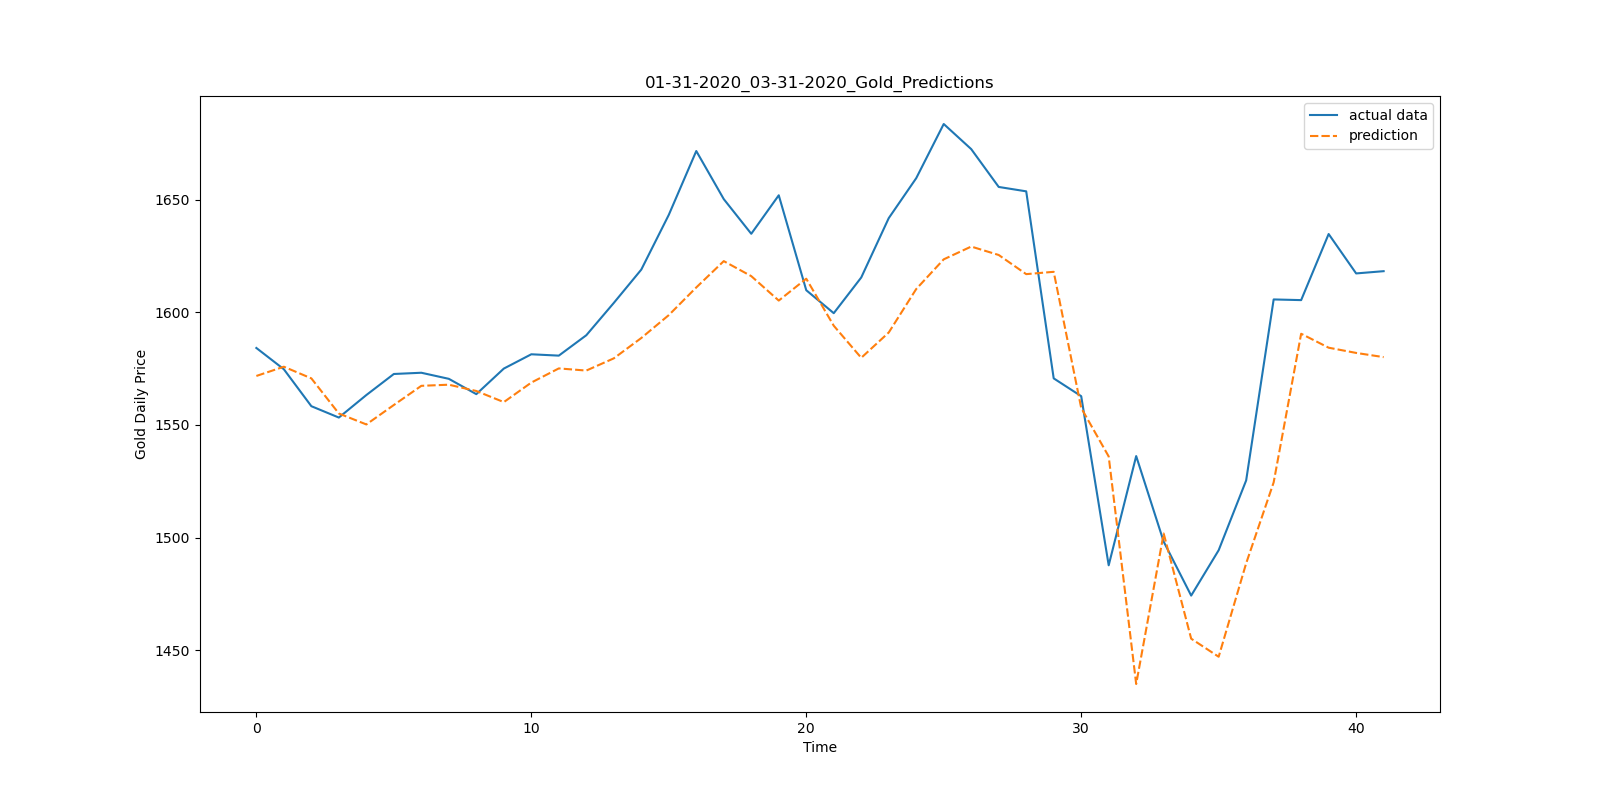 01-31-2020_03-31-2020_Gold_Predictions
actual data
prediction
Gold Daily Price
1650
1600
1550
1500
1450
0 10 20 30 40
Time